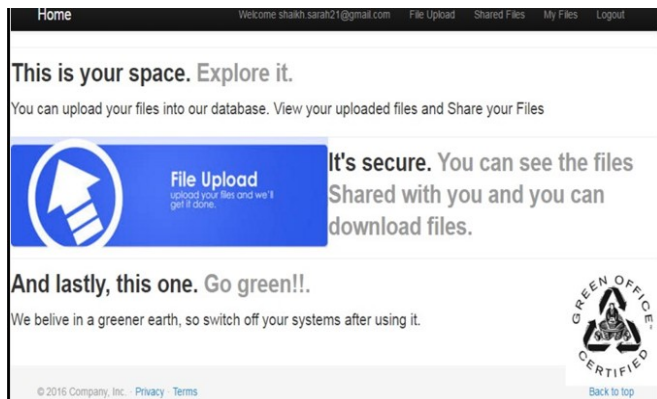 Home Welcome shaikh.sarah21@gmail.com File Upload Shared Files My Files Logout
This is your space. Explore it.
You can upload your files into our database. View your uploaded files and Share your Files
File Upload
upload your files and we'll
get it done.
It's secure. You can see the files
Shared with you and you can
download files.
And lastly, this one. Go green!!.
We belive in a greener earth, so switch off your systems after using it.
GREEN OFFICE
CERTIFIED
© 2016 Company, Inc. · Privacy · Terms
Back to top